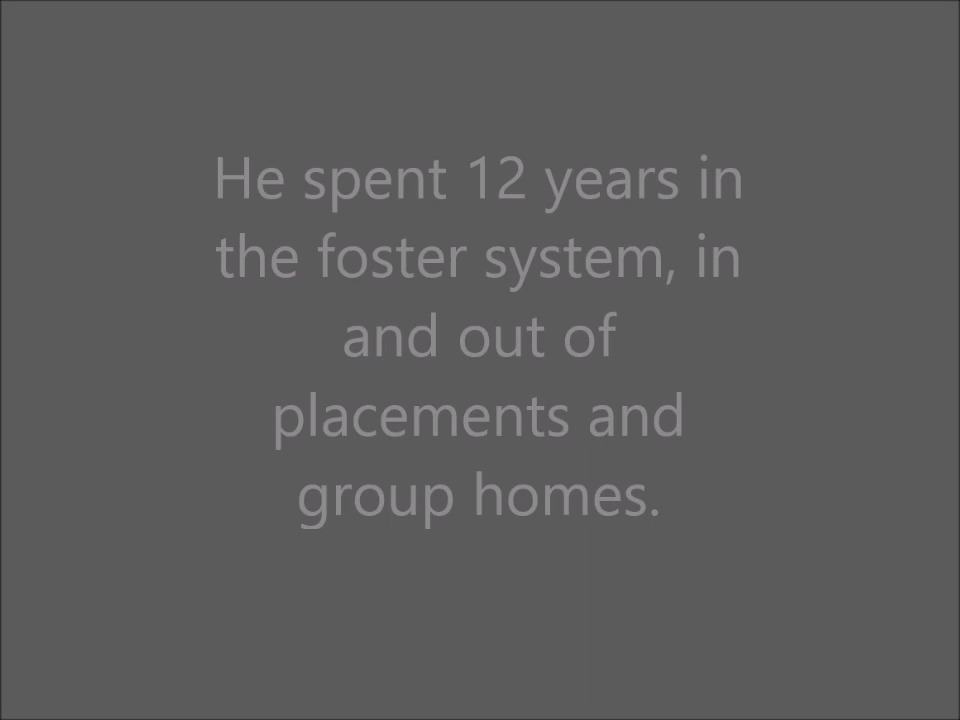 He spent 12 years in
the foster system, in
and out of
placements and
group homes.